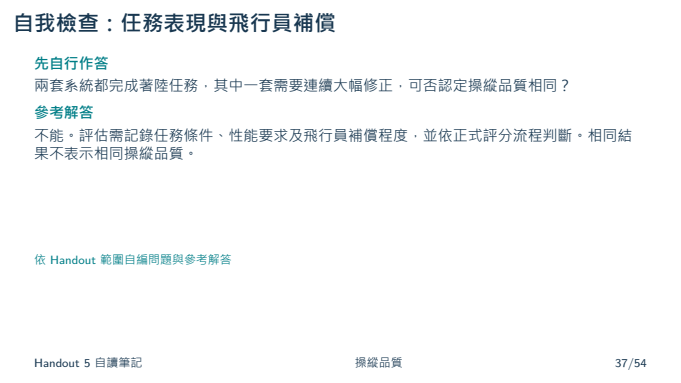 自我檢查：任務表現與飛行員補償
先自行作答
兩套系統都完成著陸任務，其中一套需要連續大幅修正，可否認定操縱品質相同？
參考解答
不能。評估需記錄任務條件、性能要求及飛行員補償程度，並依正式評分流程判斷。相同結
果不表示相同操縱品質。
依 Handout 範圍自編問題與參考解答
Handout 5 自讀筆記
操縱品質
37/54